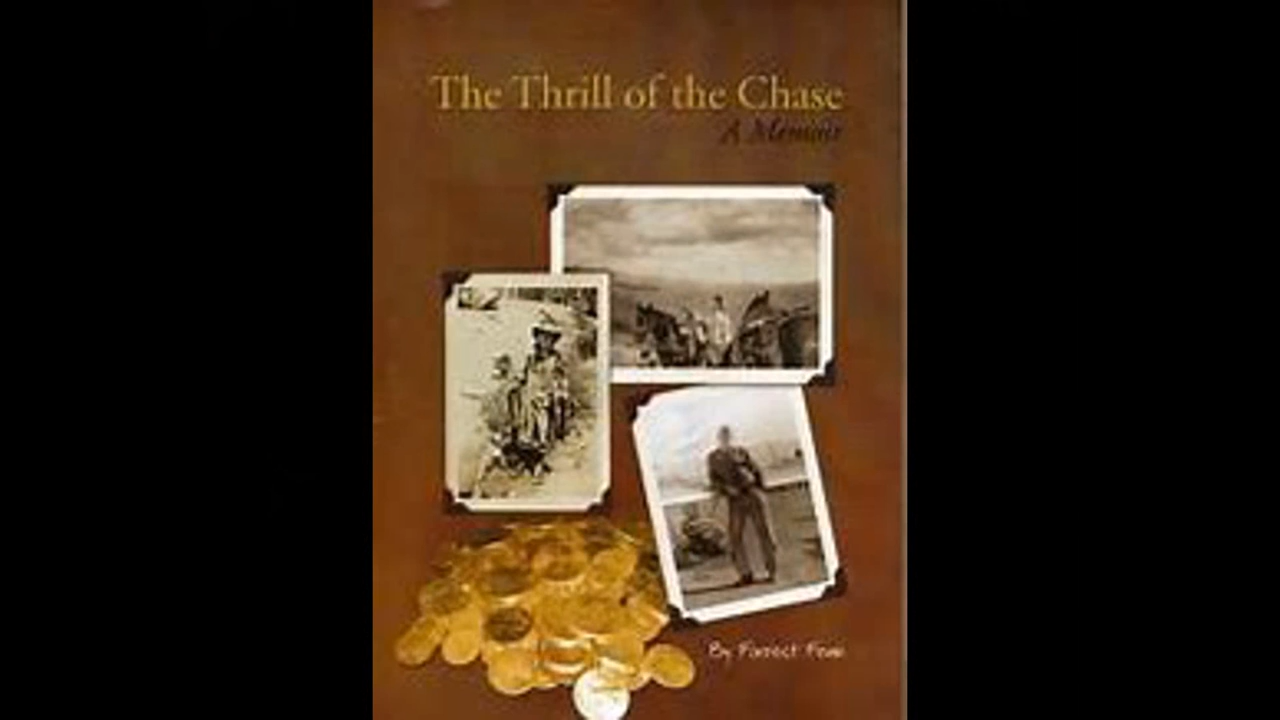 The Thrill of the Chase
A Memoir
By Forrest Fenn